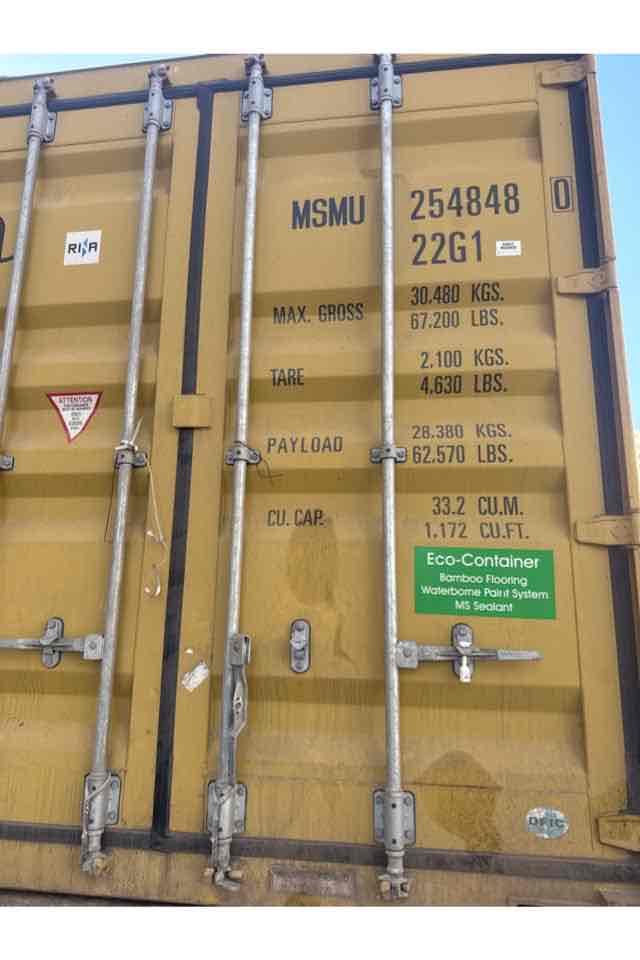 MSMU 254848 0
22G1
RINA
MAX. GROSS 30.480 KGS.
67.200 LBS.
TARE 2,100 KGS.
4,630 LBS.
ATTENTION
PAYLOAD 28.380 KGS.
62.570 LBS.
CU. CAP. 33.2 CU.M.
1,172 CU.FT.
Eco-Container
Bamboo Flooring
Waterborne Paint System
MS Sealant
DFIC